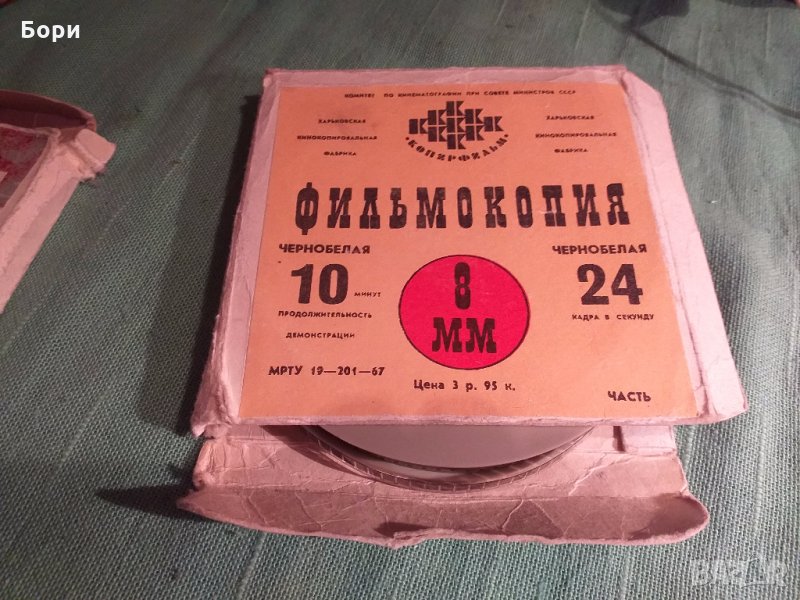 Бори
КОМИТЕТ ПО КИНЕМАТОГРАФИИ ПРИ СОВЕТЕ МИНИСТРОВ СССР
ХАРЬКОВСКАЯ
КИНОКОПИРОВАЛЬНАЯ
ФАБРИКА
КОПИРФИЛЬМ
ХАРЬКОВСКАЯ
КИНОКОПИРОВАЛЬНАЯ
ФАБРИКА
ФИЛЬМОКОПИЯ
ЧЕРНОБЕЛАЯ
10 МИНУТ
ПРОДОЛЖИТЕЛЬНОСТЬ
ДЕМОНСТРАЦИИ
8
ММ
ЧЕРНОБЕЛАЯ
24
КАДРА В СЕКУНДУ
МРТУ 19—201—67
Цена 3 р. 95 к.
ЧАСТЬ
BAZAR